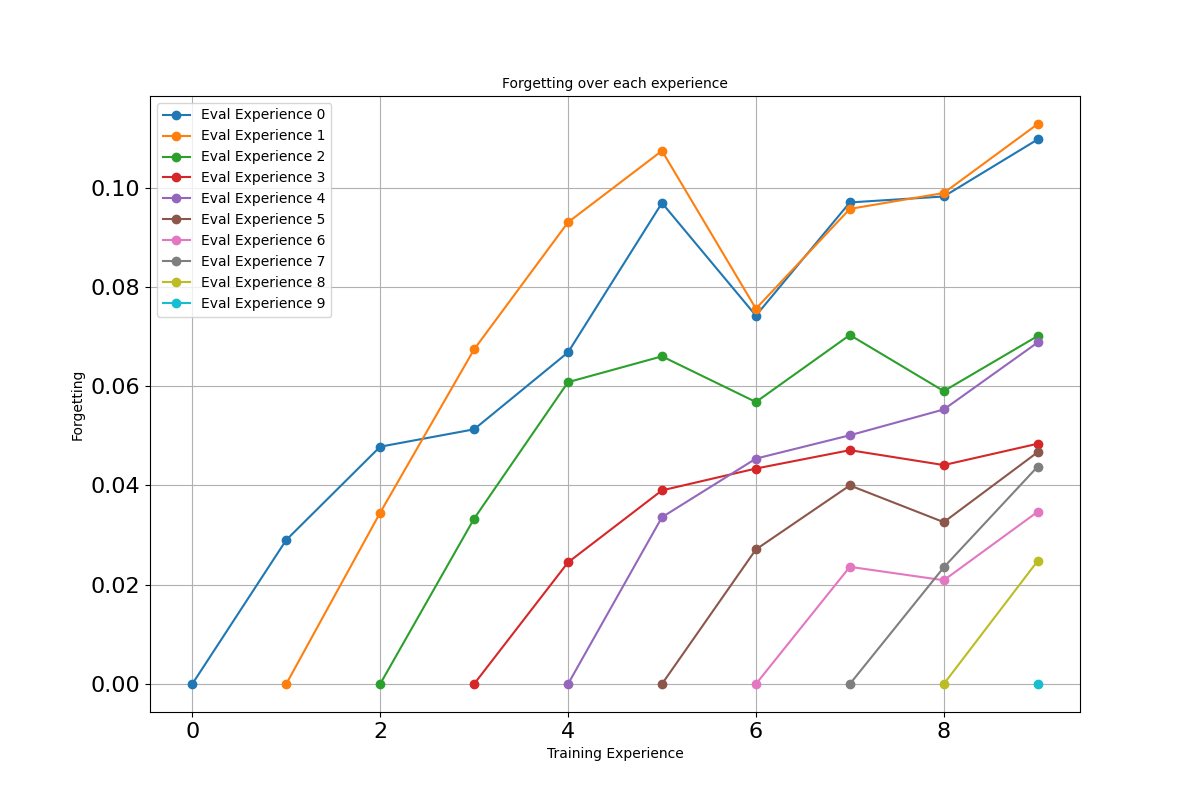 Forgetting over each experience
Eval Experience 0
Eval Experience 1
Eval Experience 2
Eval Experience 3
Eval Experience 4
Eval Experience 5
Eval Experience 6
Eval Experience 7
Eval Experience 8
Eval Experience 9
0.10
0.08
0.06
0.04
0.02
0.00
Forgetting
0 2 4 6 8
Training Experience